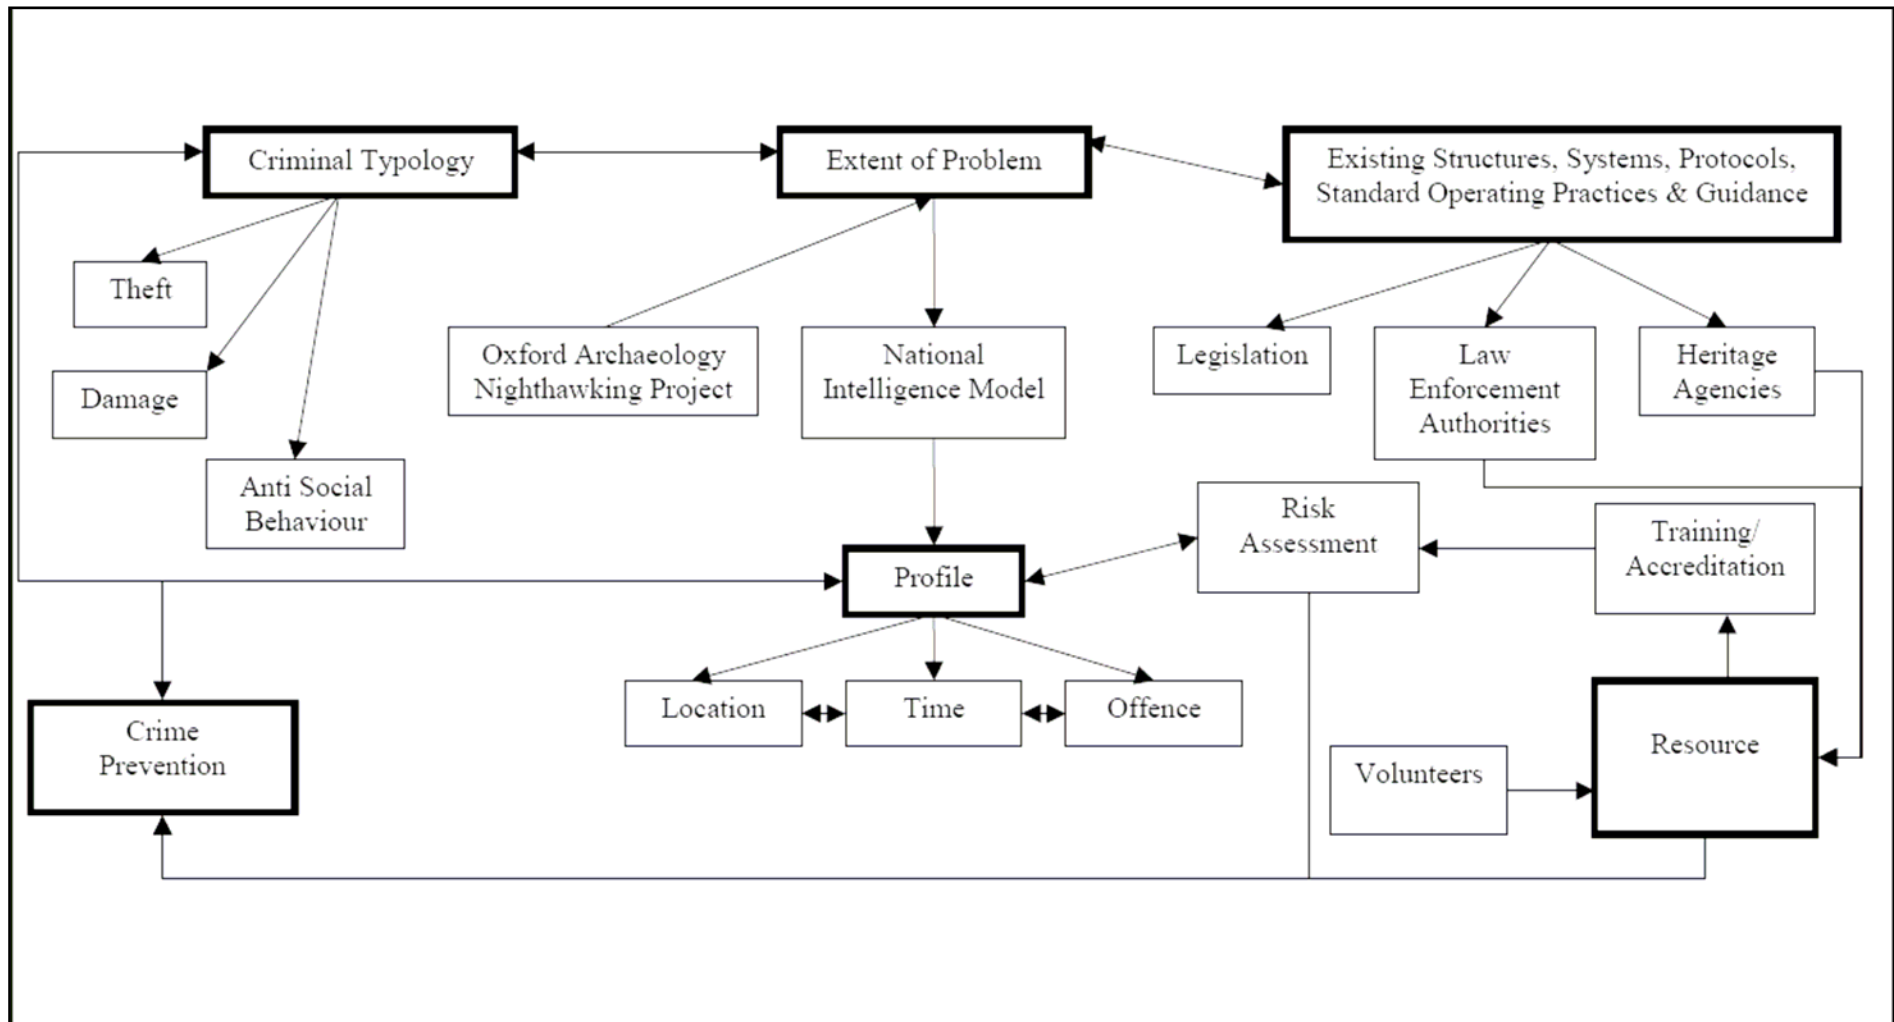 Criminal Typology
Extent of Problem
Existing Structures, Systems, Protocols,
Standard Operating Practices & Guidance
Theft
Damage
Anti Social
Behaviour
Oxford Archaeology
Nighthawking Project
National
Intelligence Model
Legislation
Law
Enforcement
Authorities
Heritage
Agencies
Risk
Assessment
Training/
Accreditation
Profile
Location
Time
Offence
Crime
Prevention
Volunteers
Resource